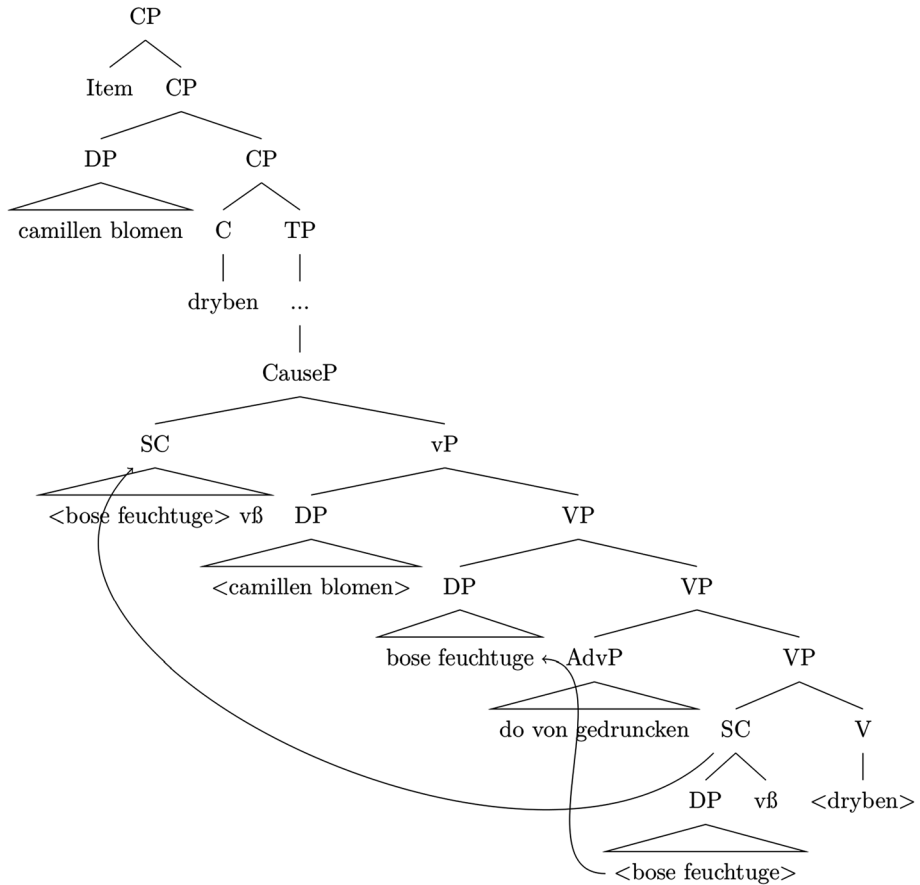 CP
Item CP
DP CP
camillen blomen C TP
dryben ...
CauseP
SC vP
<bose feuchtuge> vß DP VP
<camillen blomen> DP VP
bose feuchtuge AdvP VP
do von gedruncken SC V
DP vß <dryben>
<bose feuchtuge>